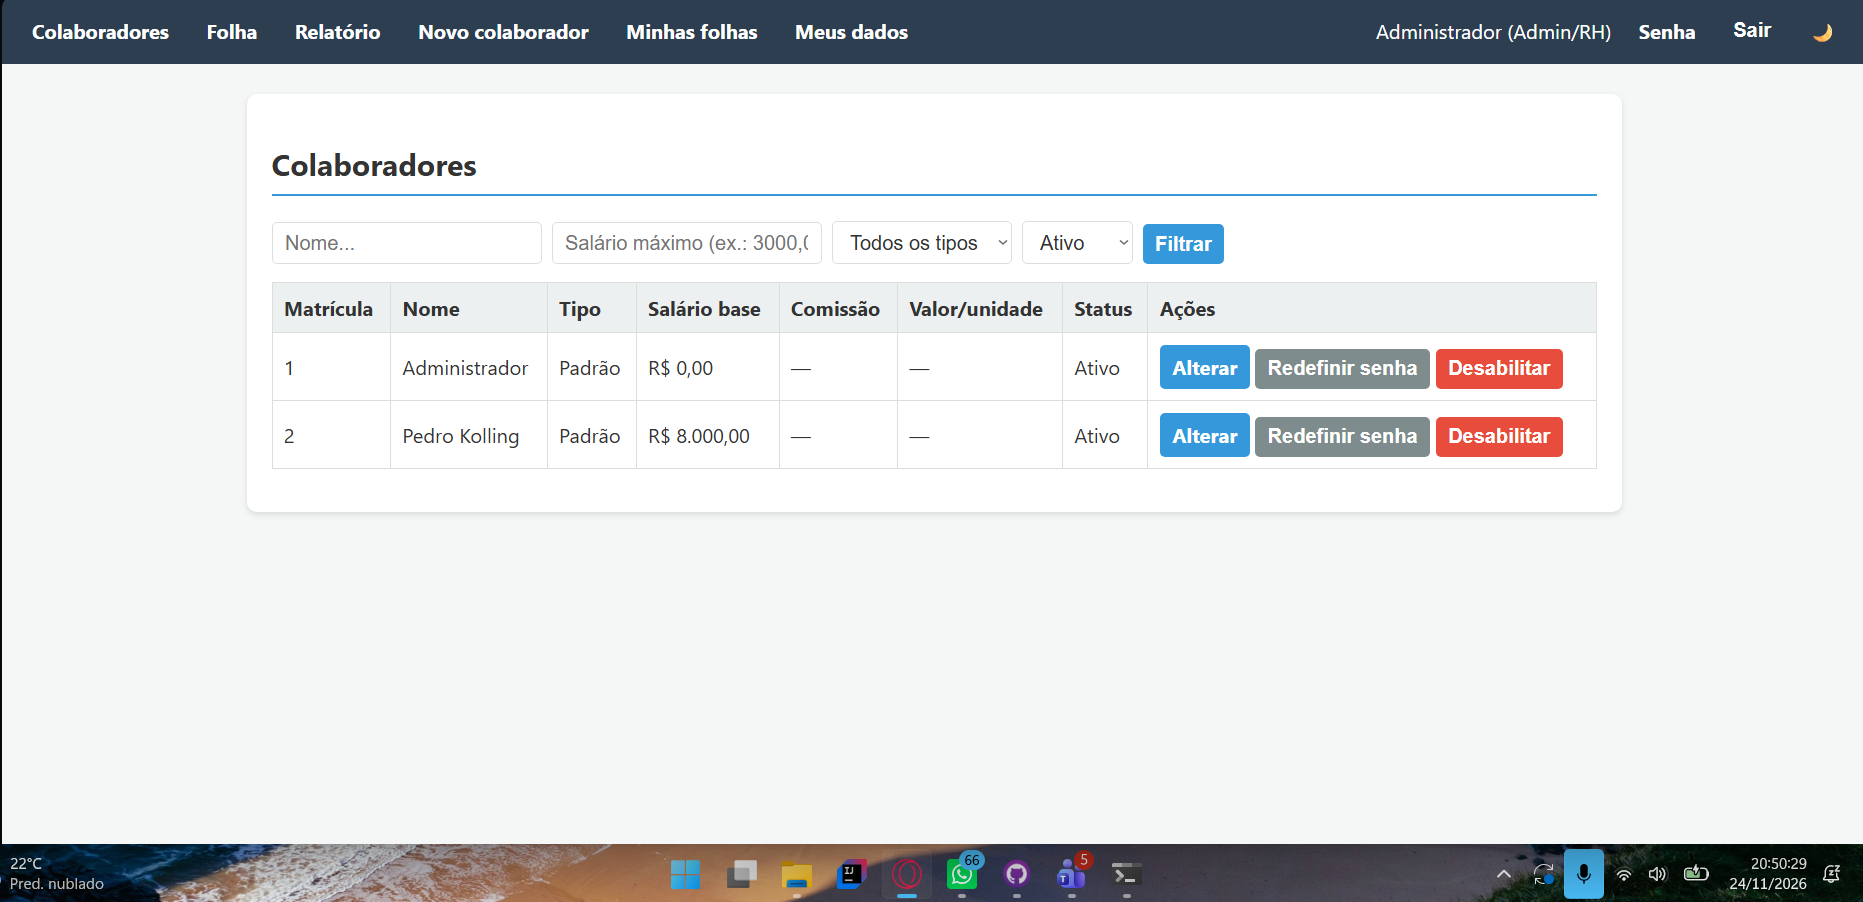 Colaboradores Folha Relatório Novo colaborador Minhas folhas Meus dados Administrador (Admin/RH) Senha Sair
Colaboradores
Nome... Salário máximo (ex.: 3000,0 Todos os tipos Ativo Filtrar
Matrícula Nome Tipo Salário base Comissão Valor/unidade Status Ações
1 Administrador Padrão R$ 0,00 — — Ativo Alterar Redefinir senha Desabilitar
2 Pedro Kolling Padrão R$ 8.000,00 — — Ativo Alterar Redefinir senha Desabilitar
22°C
Pred. nublado
IJ
66
T
5
20:50:29
24/11/2026